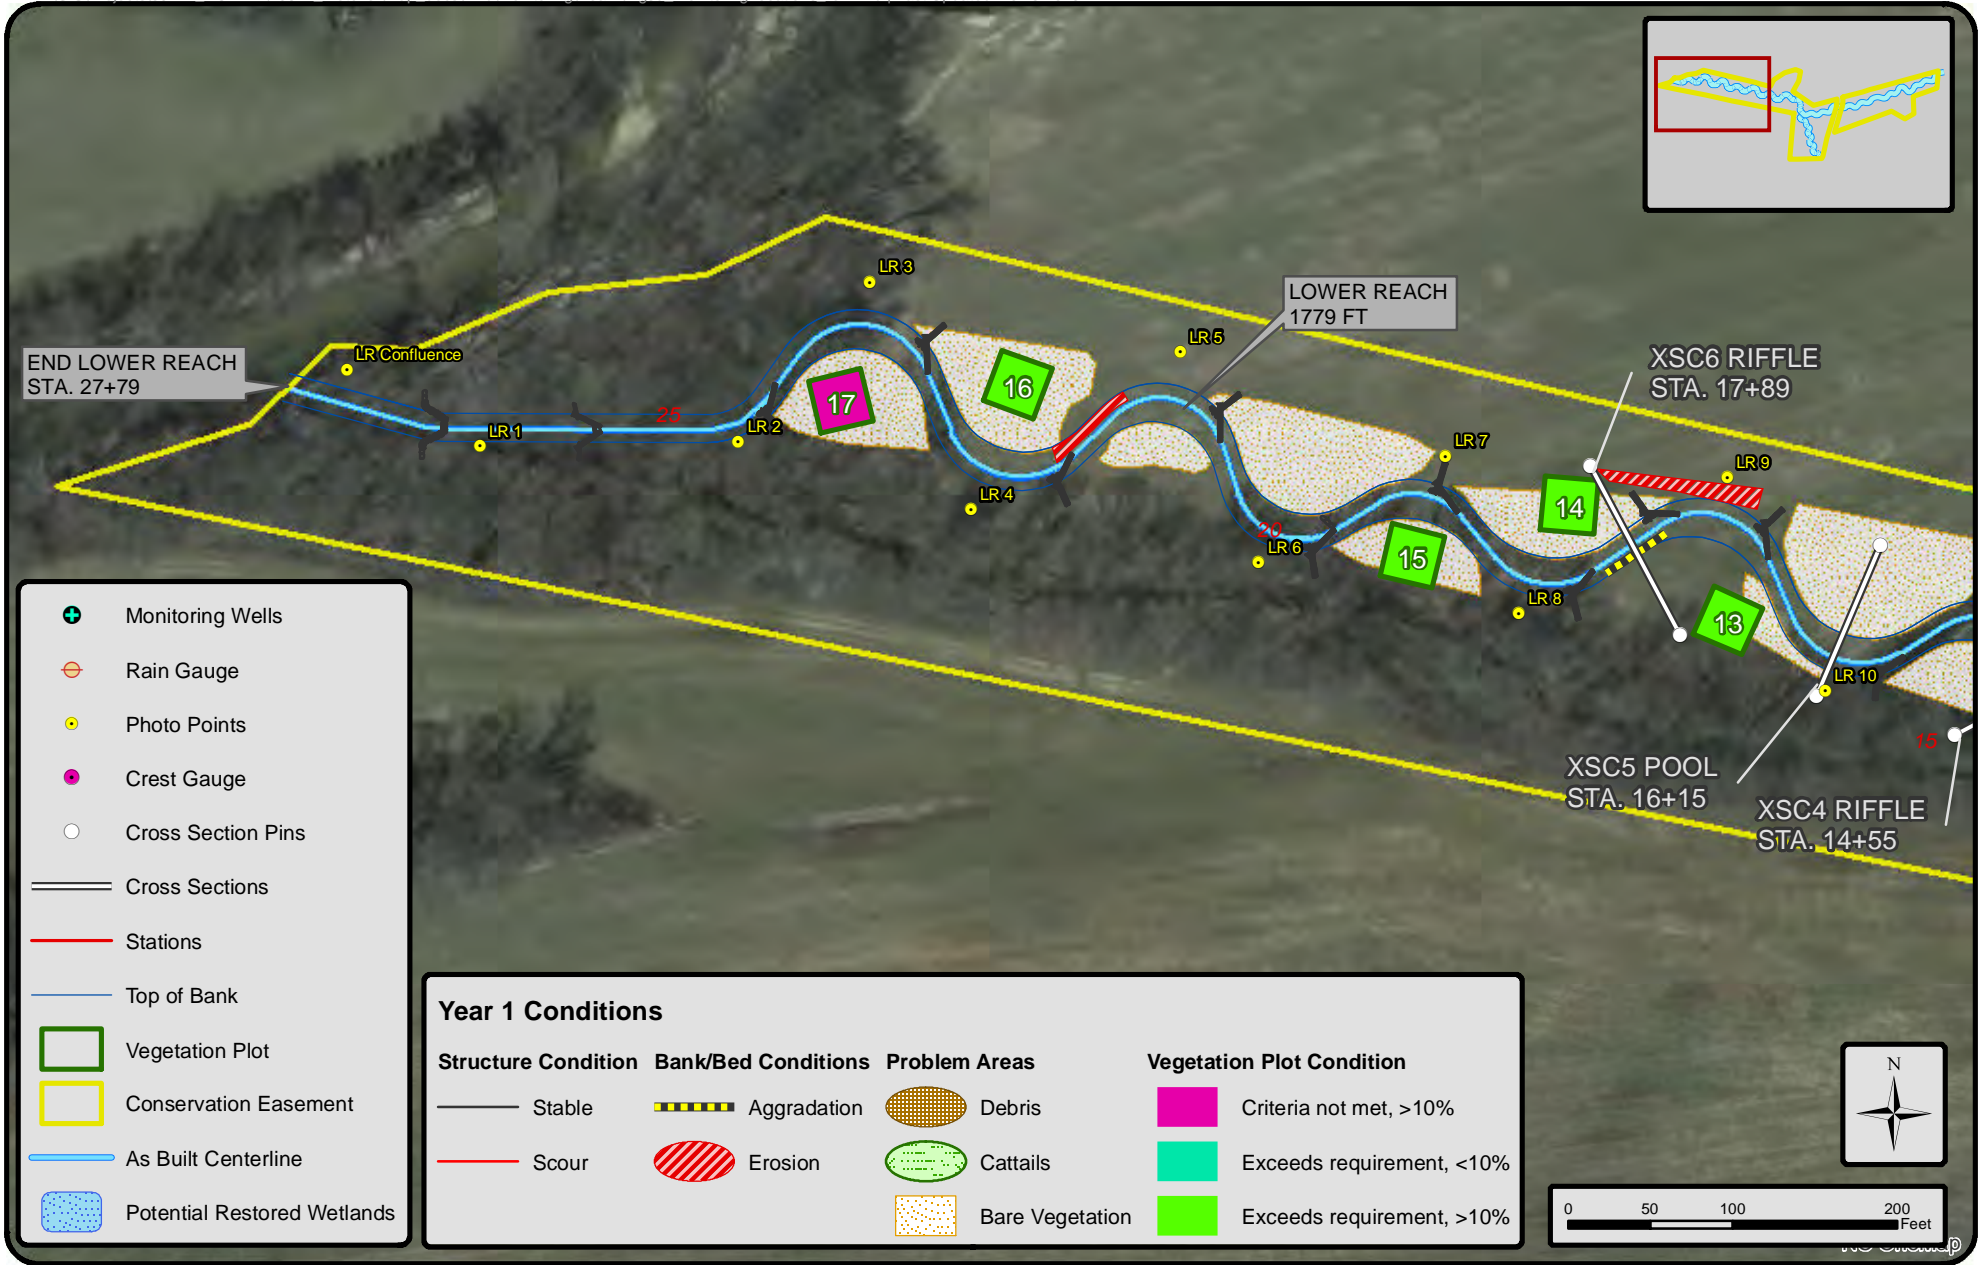 LR 3
LR 5
LOWER REACH
1779 FT
LR Confluence
END LOWER REACH
STA. 27+79
XSC6 RIFFLE
STA. 17+89
17
16
25
LR 1
LR 2
LR 4
LR 7
LR 9
14
20
LR 6
15
LR 8
13
LR 10
15
XSC5 POOL
STA. 16+15
XSC4 RIFFLE
STA. 14+55
Monitoring Wells
Rain Gauge
Photo Points
Crest Gauge
Cross Section Pins
Cross Sections
Stations
Top of Bank
Vegetation Plot
Conservation Easement
As Built Centerline
Potential Restored Wetlands
Year 1 Conditions
Structure Condition
Stable
Scour
Bank/Bed Conditions
Aggradation
Erosion
Problem Areas
Debris
Cattails
Bare Vegetation
Vegetation Plot Condition
Criteria not met, >10%
Exceeds requirement, <10%
Exceeds requirement, >10%
N
0 50 100 200
Feet